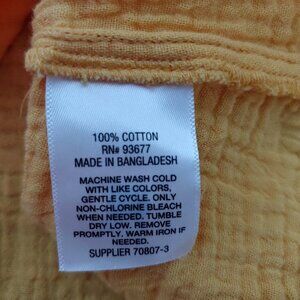 100% COTTON
RN# 93677
MADE IN BANGLADESH
MACHINE WASH COLD
WITH LIKE COLORS,
GENTLE CYCLE. ONLY
NON-CHLORINE BLEACH
WHEN NEEDED. TUMBLE
DRY LOW. REMOVE
PROMPTLY. WARM IRON IF
NEEDED.
SUPPLIER 70807-3